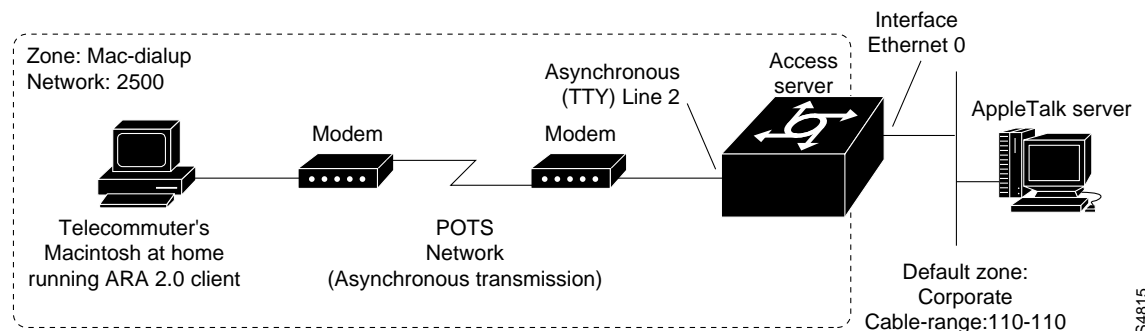 Zone: Mac-dialup
Network: 2500
Telecommuter's
Macintosh at home
running ARA 2.0 client
Modem
POTS
Network
(Asynchronous transmission)
Modem
Asynchronous
(TTY) Line 2
Access
server
Interface
Ethernet 0
AppleTalk server
Default zone:
Corporate
Cable-range:110-110